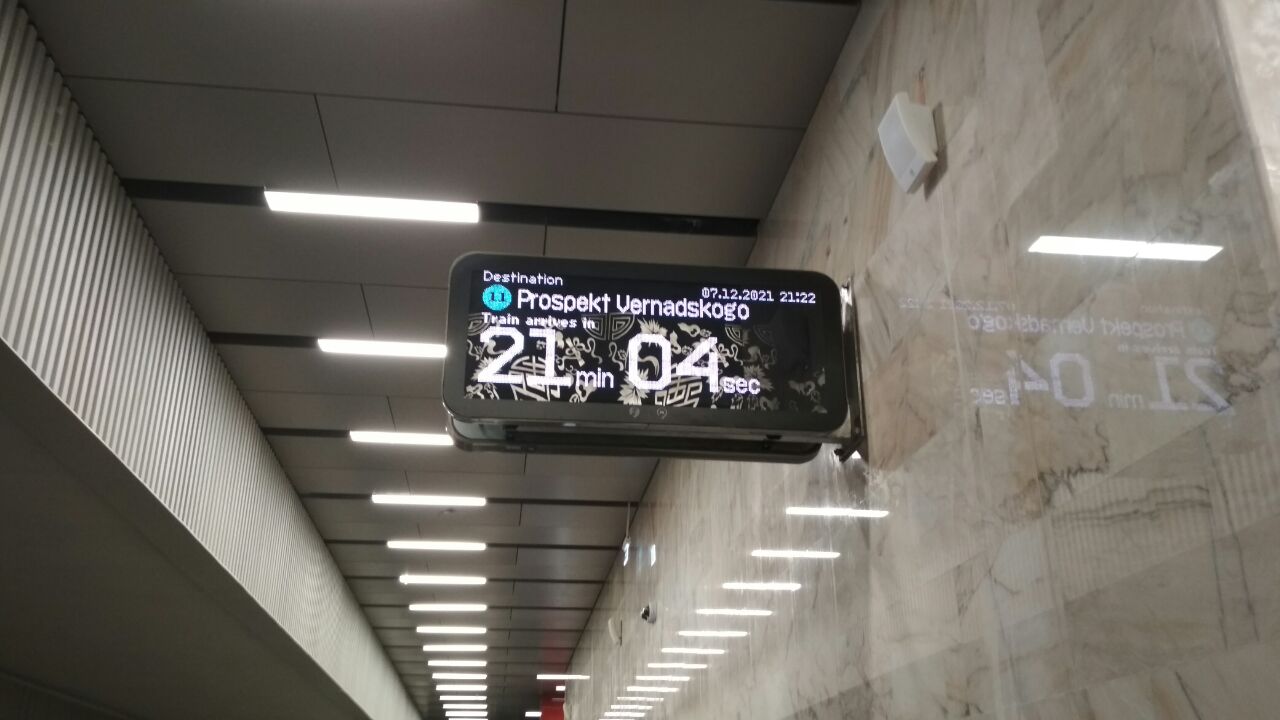 Destination
07.12.2021 21:22
11 Prospekt Vernadskogo
Train arrives in
21 min 04 sec